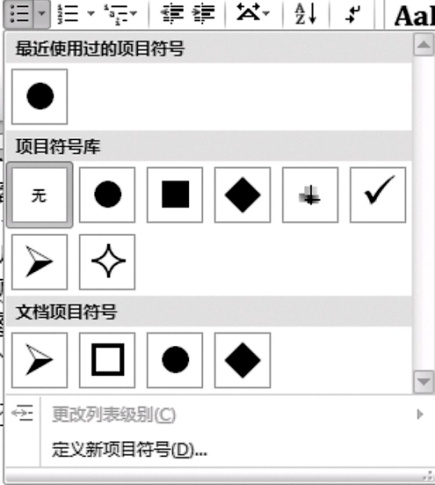 Aa
最近使用过的项目符号
项目符号库
无
文档项目符号
更改列表级别(C)
定义新项目符号(D)...